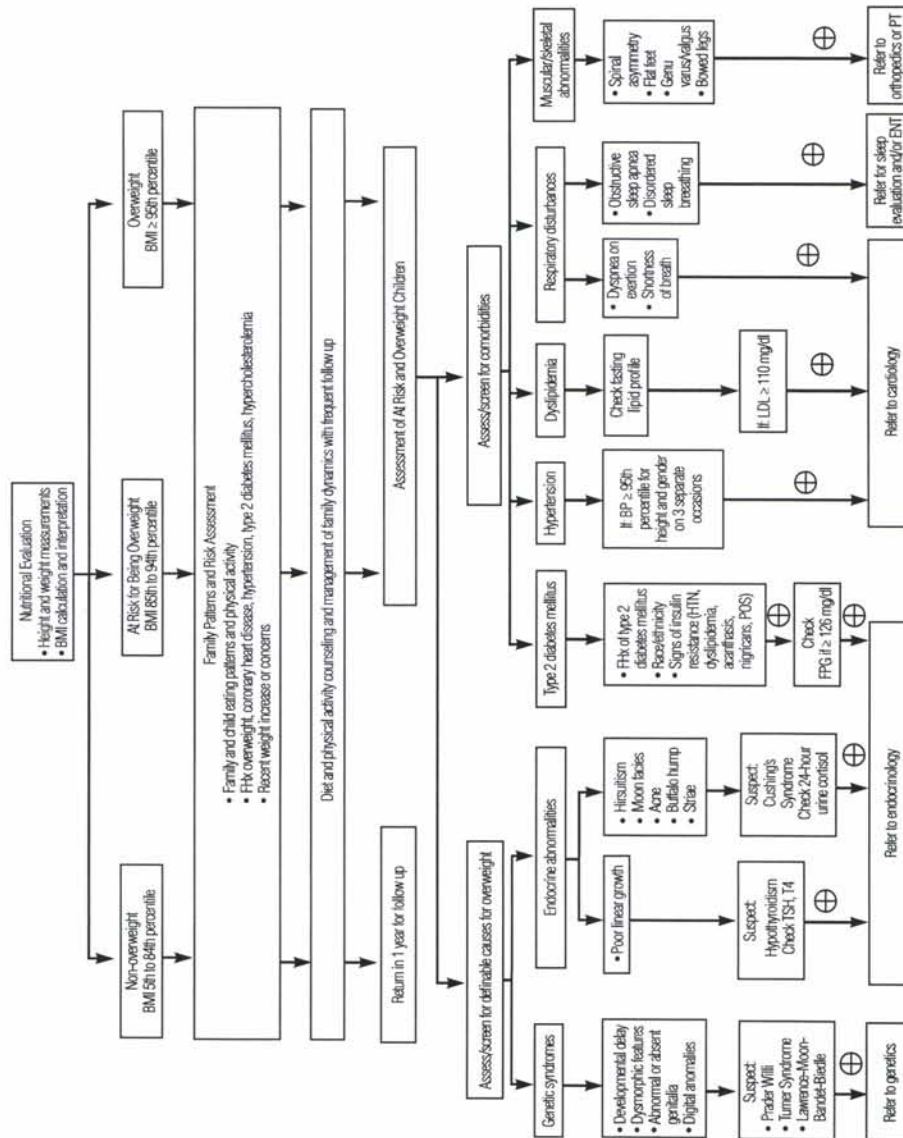 Nutritional Evaluation
• Height and weight measurements
• BMI calculation and interpretation
Non-overweight
BMI 5th to 84th percentile
At Risk for Being Overweight
BMI 85th to 94th percentile
Overweight
BMI ≥ 95th percentile
Family Patterns and Risk Assessment
• Family and child eating patterns and physical activity
• FHx overweight, coronary heart disease, hypertension, type 2 diabetes mellitus, hypercholesterolemia
• Recent weight increase or concerns
Diet and physical activity counseling and management of family dynamics with frequent follow up
Return in 1 year for follow up
Assessment of At Risk and Overweight Children
Assess/screen for definable causes for overweight
Assess/screen for comorbidities
Genetic syndromes
Endocrine abnormalities
Type 2 diabetes mellitus
Hypertension
Dyslipidemia
Respiratory disturbances
Muscular/skeletal
abnormalities
• Developmental delay
• Dysmorphic features
• Abnormal or absent
genitalia
• Digital anomalies
• Poor linear growth
• Hirsuitism
• Moon facies
• Acne
• Buffalo hump
• Striae
• FHx of type 2
diabetes mellitus
• Race/ethnicity
• Signs of insulin
resistance (HTN,
dyslipidemia,
acanthasis,
nigricans, POS)
If: BP ≥ 95th
percentile for
height and gender
on 3 separate
occasions
Check fasting
lipid profile
• Dyspnea on
exertion
• Shortness
of breath
• Obstructive
sleep apnea
• Disordered
sleep
breathing
• Spinal
asymmetry
• Flat feet
• Genu
varus/valgus
• Bowed legs
Suspect:
• Prader Willi
• Turner Syndrome
• Lawrence-Moon-
Bardet-Biedle
Suspect:
Hypothyroidism
Check TSH, T4
Suspect:
Cushing's
Syndrome
Check 24-hour
urine cortisol
Check
FPG if ≥ 126 mg/dl
If: LDL ≥ 110 mg/dl
Refer to genetics
Refer to endocrinology
Refer to cardiology
Refer for sleep
evaluation and/or ENT
Refer to
orthopedics or PT